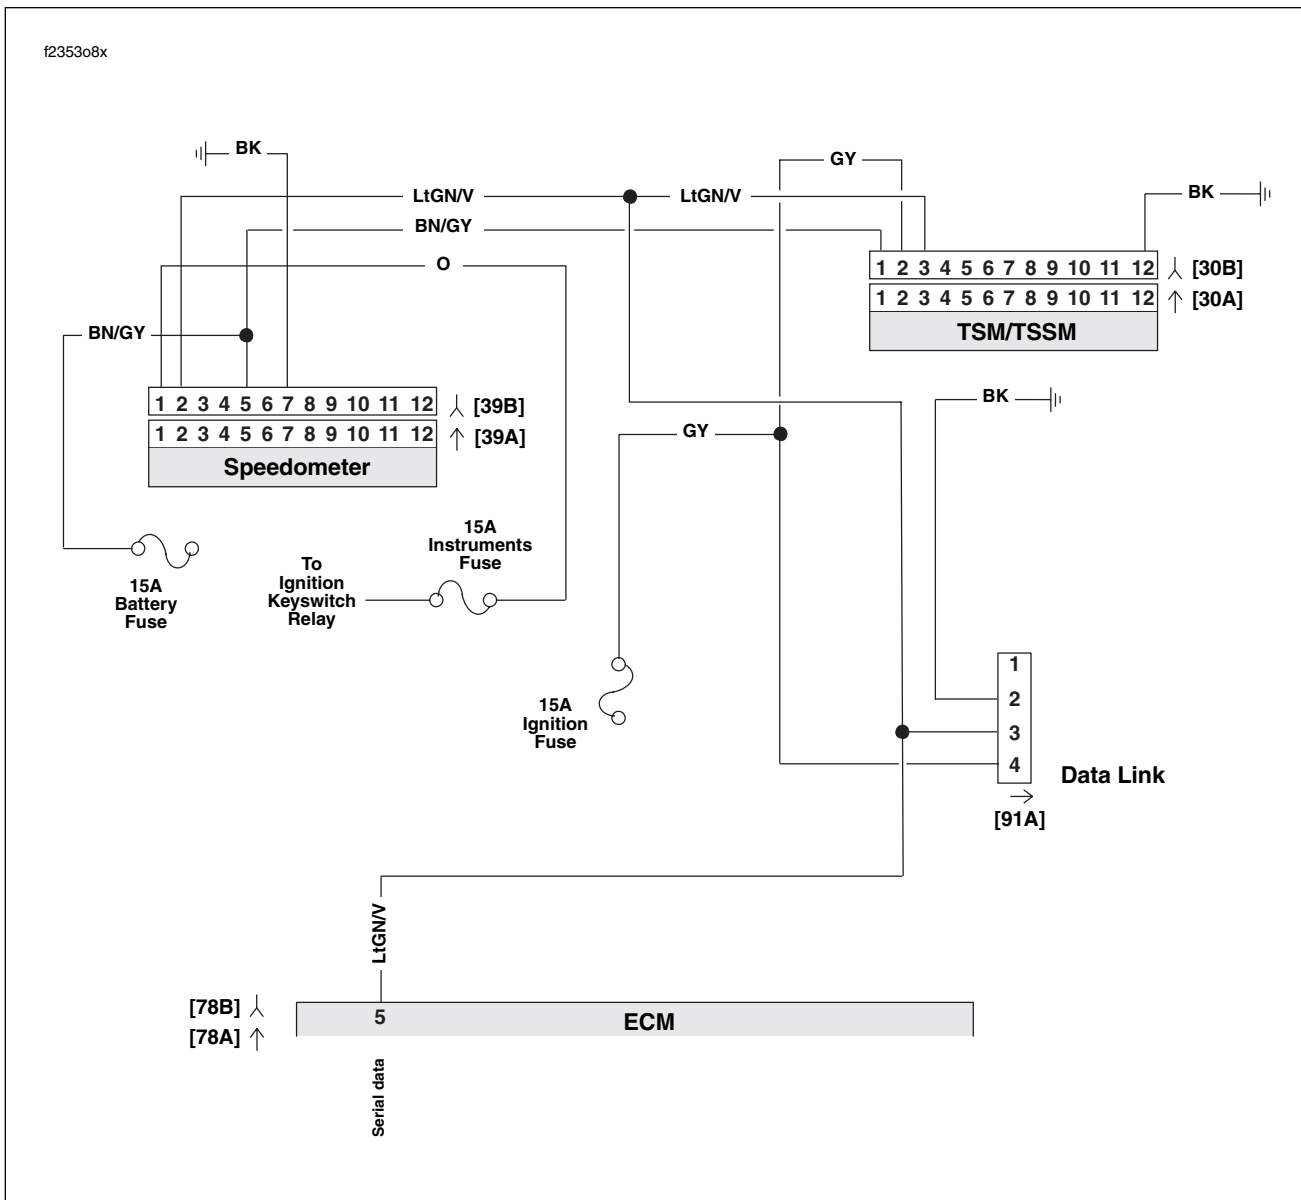 f2353o8x
BK
GY
LtGN/V
LtGN/V
BK
BN/GY
O
1 2 3 4 5 6 7 8 9 10 11 12
[30B]
1 2 3 4 5 6 7 8 9 10 11 12
[30A]
TSM/TSSM
BN/GY
1 2 3 4 5 6 7 8 9 10 11 12
[39B]
1 2 3 4 5 6 7 8 9 10 11 12
[39A]
Speedometer
BK
GY
15A
Battery
Fuse
To
Ignition
Keyswitch
Relay
15A
Instruments
Fuse
15A
Ignition
Fuse
1
2
3
4
Data Link
[91A]
LtGN/V
[78B]
[78A]
5
ECM
Serial data